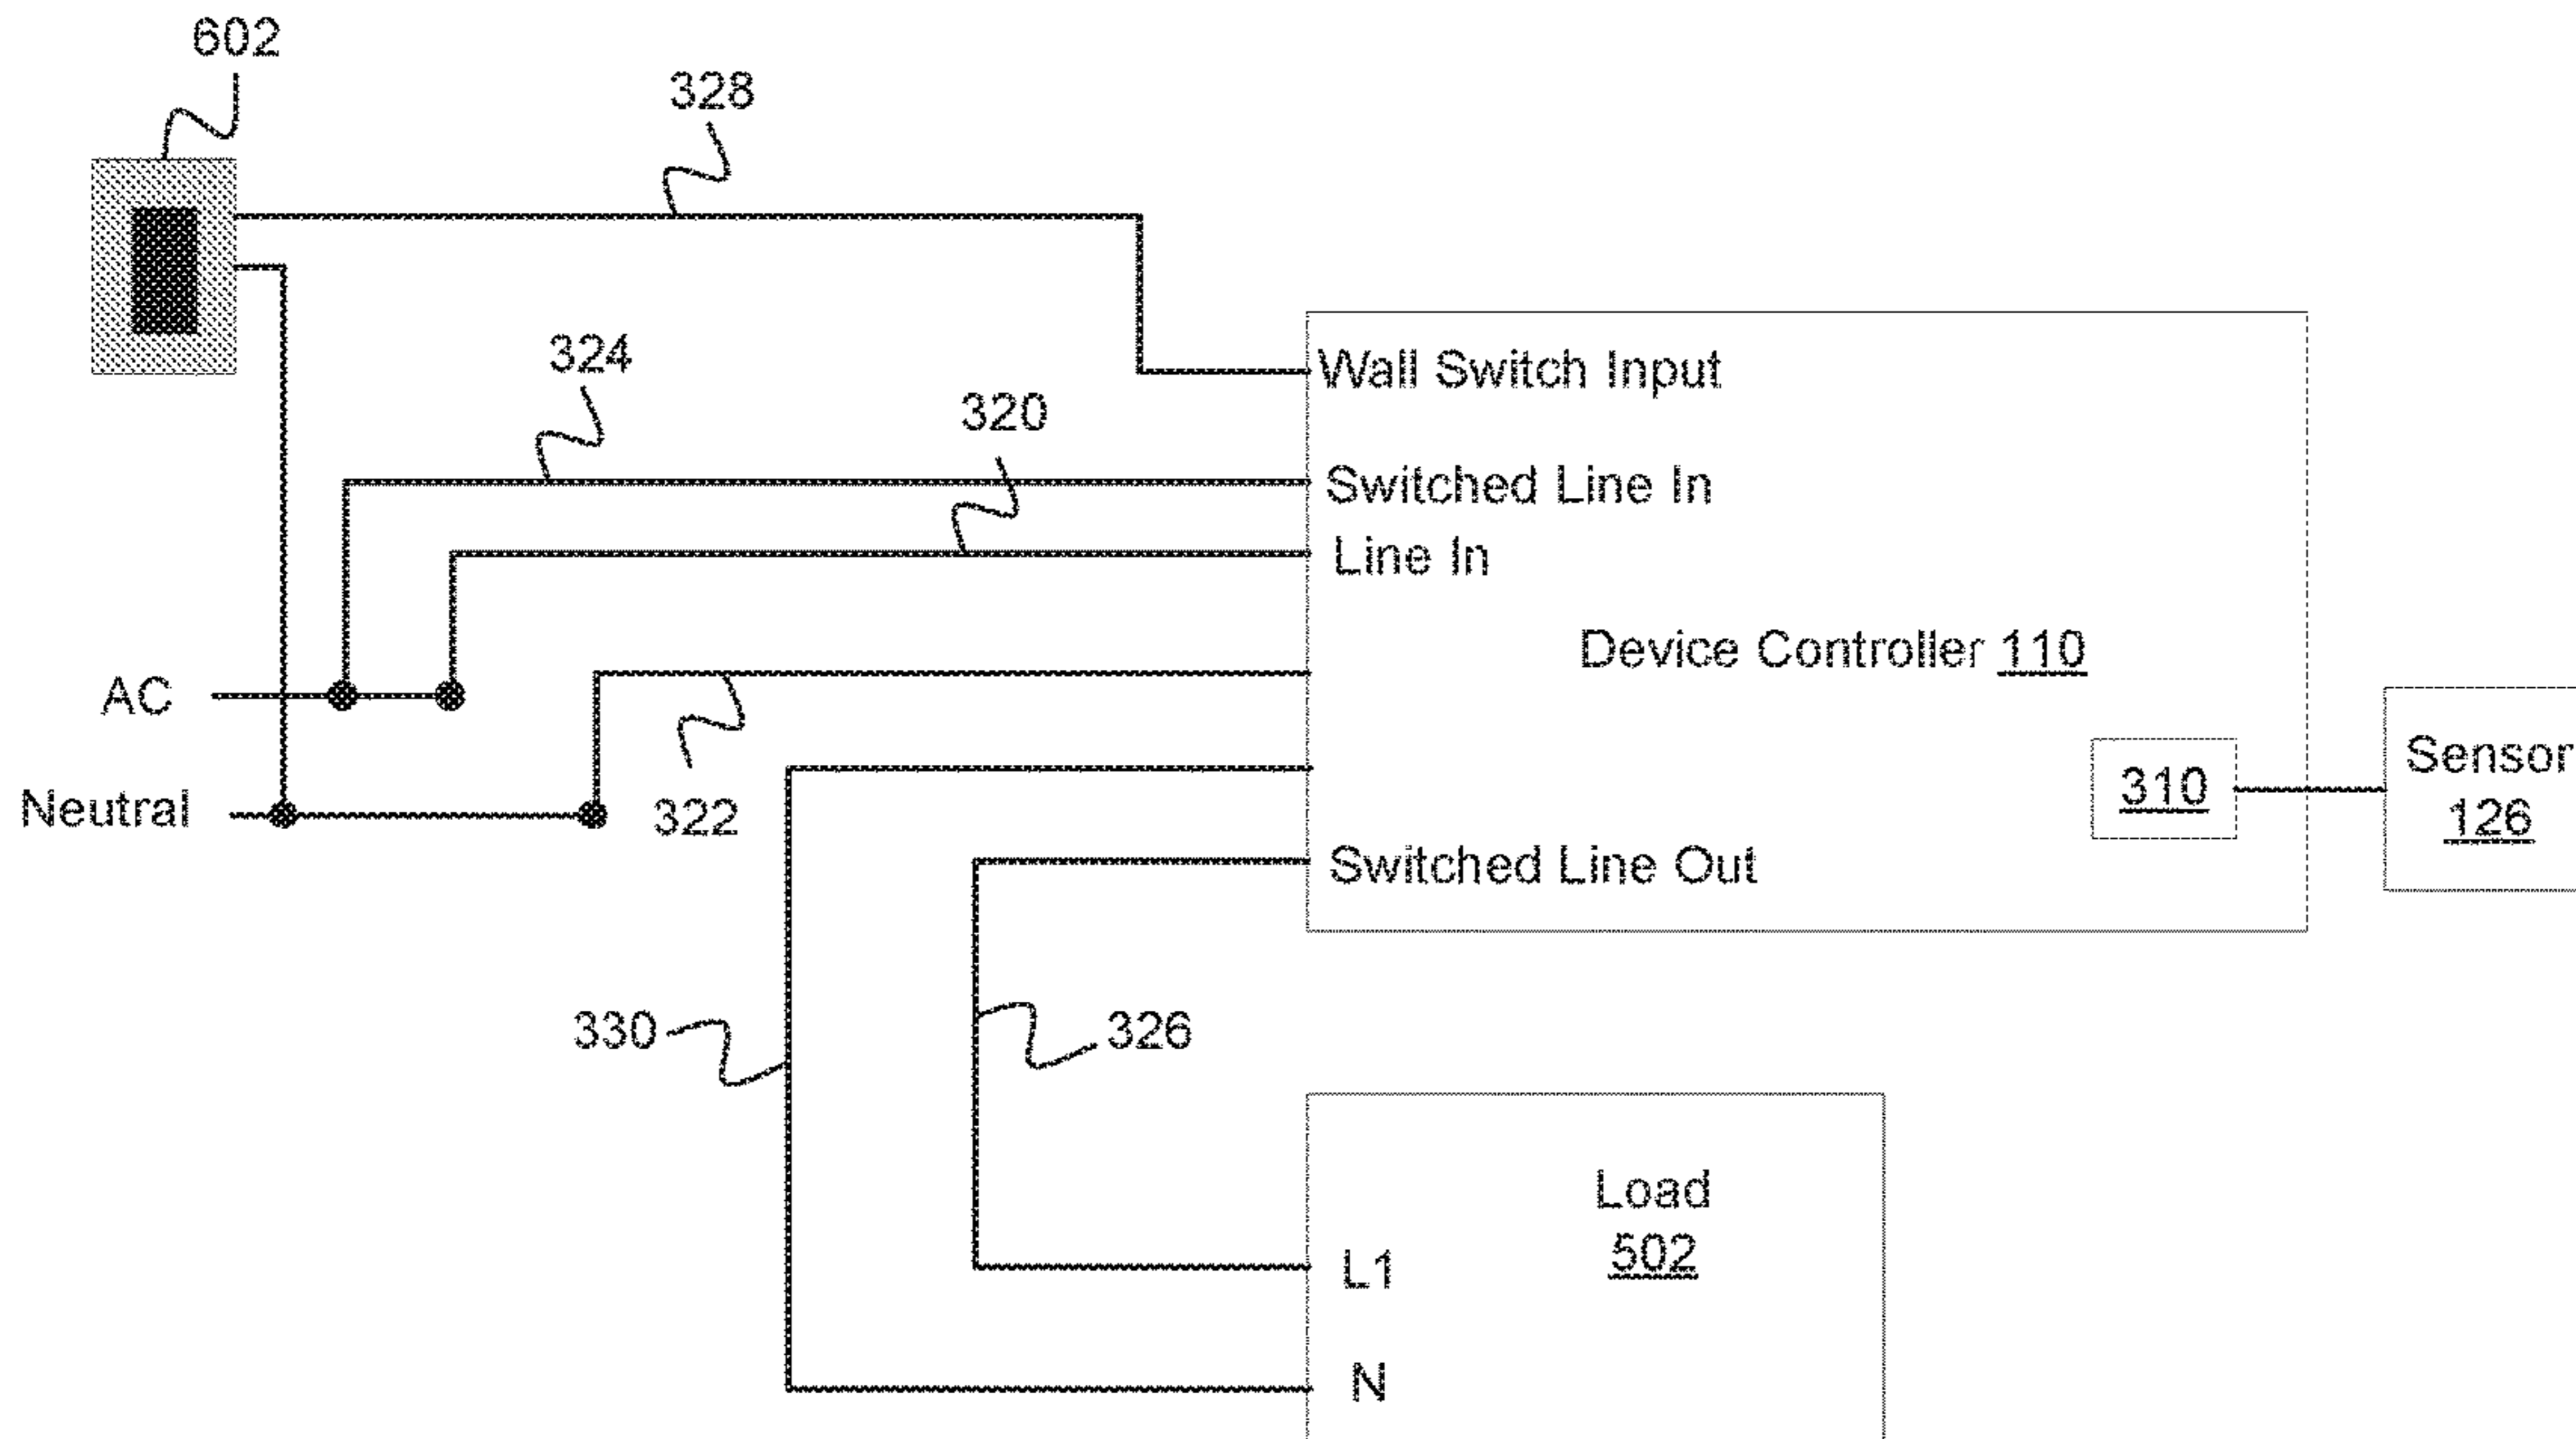 602
328
324
320
Wall Switch Input
Switched Line In
Line In
Device Controller 110
AC
Neutral
322
310
Sensor
126
Switched Line Out
330
326
Load
502
L1
N